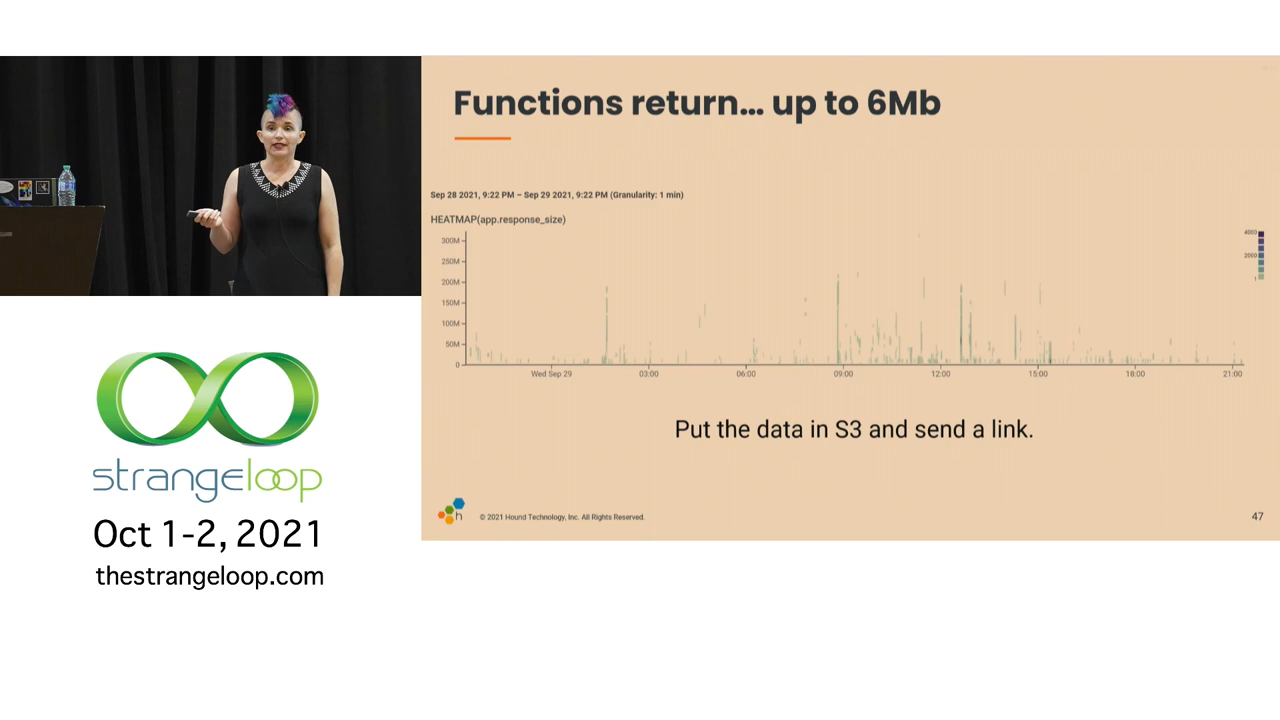 Functions return... up to 6Mb
Sep 28 2021, 9:22 PM – Sep 29 2021, 9:22 PM (Granularity: 1 min)
HEATMAP(app.response_size)
300M
250M
200M
150M
100M
50M
0
4000
2000
1
Wed Sep 29
03:00
06:00
09:00
12:00
15:00
18:00
21:00
Put the data in S3 and send a link.
h
© 2021 Hound Technology, Inc. All Rights Reserved.
47
strangeloop
Oct 1-2, 2021
thestrangeloop.com